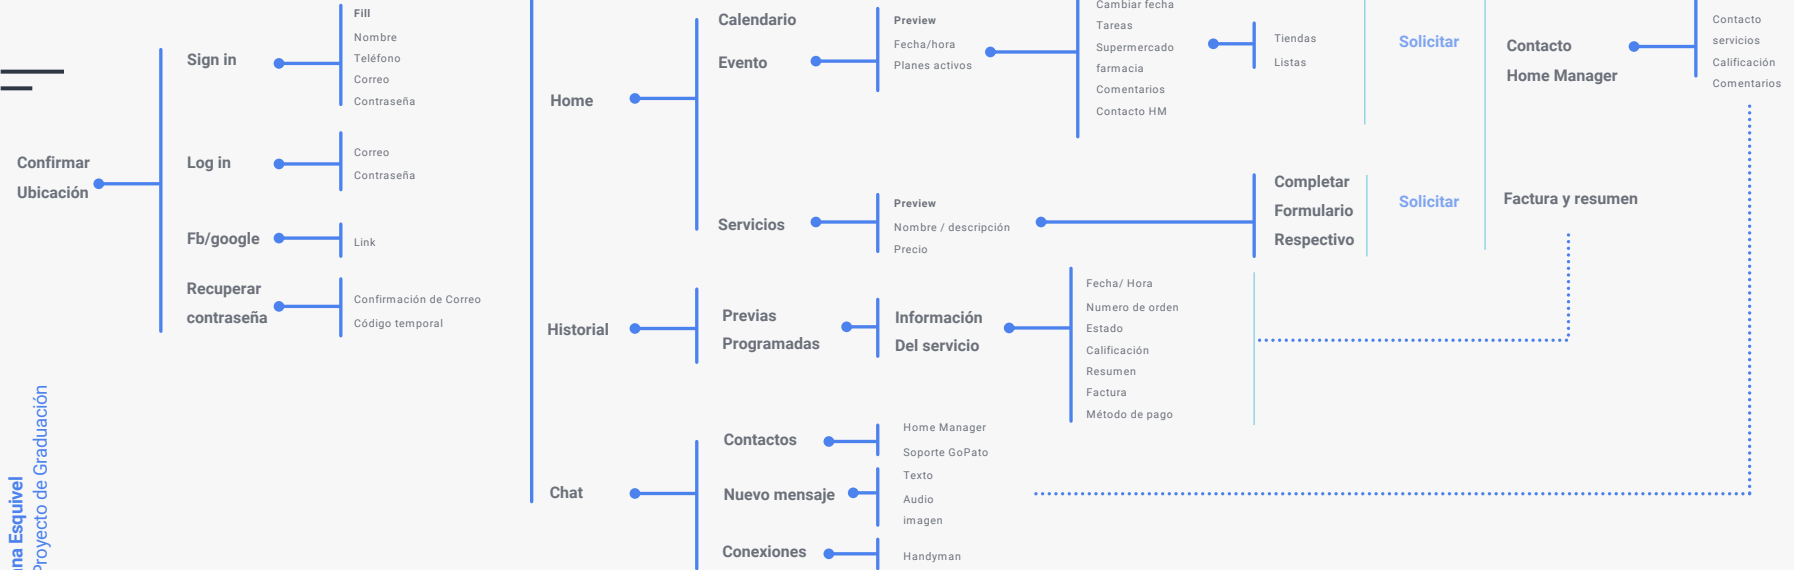 Fill
Nombre
Teléfono
Correo
Contraseña
Sign in
Confirmar
Ubicación
Log in
Correo
Contraseña
Fb/google
Link
Recuperar
contraseña
Confirmación de Correo
Código temporal
Home
Calendario
Evento
Preview
Fecha/hora
Planes activos
Cambiar fecha
Tareas
Supermercado
farmacia
Comentarios
Contacto HM
Tiendas
Listas
Solicitar
Contacto
Home Manager
Contacto
servicios
Calificación
Comentarios
Servicios
Preview
Nombre / descripción
Precio
Completar
Formulario
Respectivo
Solicitar
Factura y resumen
Historial
Previas
Programadas
Información
Del servicio
Fecha/ Hora
Numero de orden
Estado
Calificación
Resumen
Factura
Método de pago
Chat
Contactos
Home Manager
Soporte GoPato
Nuevo mensaje
Texto
Audio
imagen
Conexiones
Handyman
Esquivel
Proyecto de Graduación